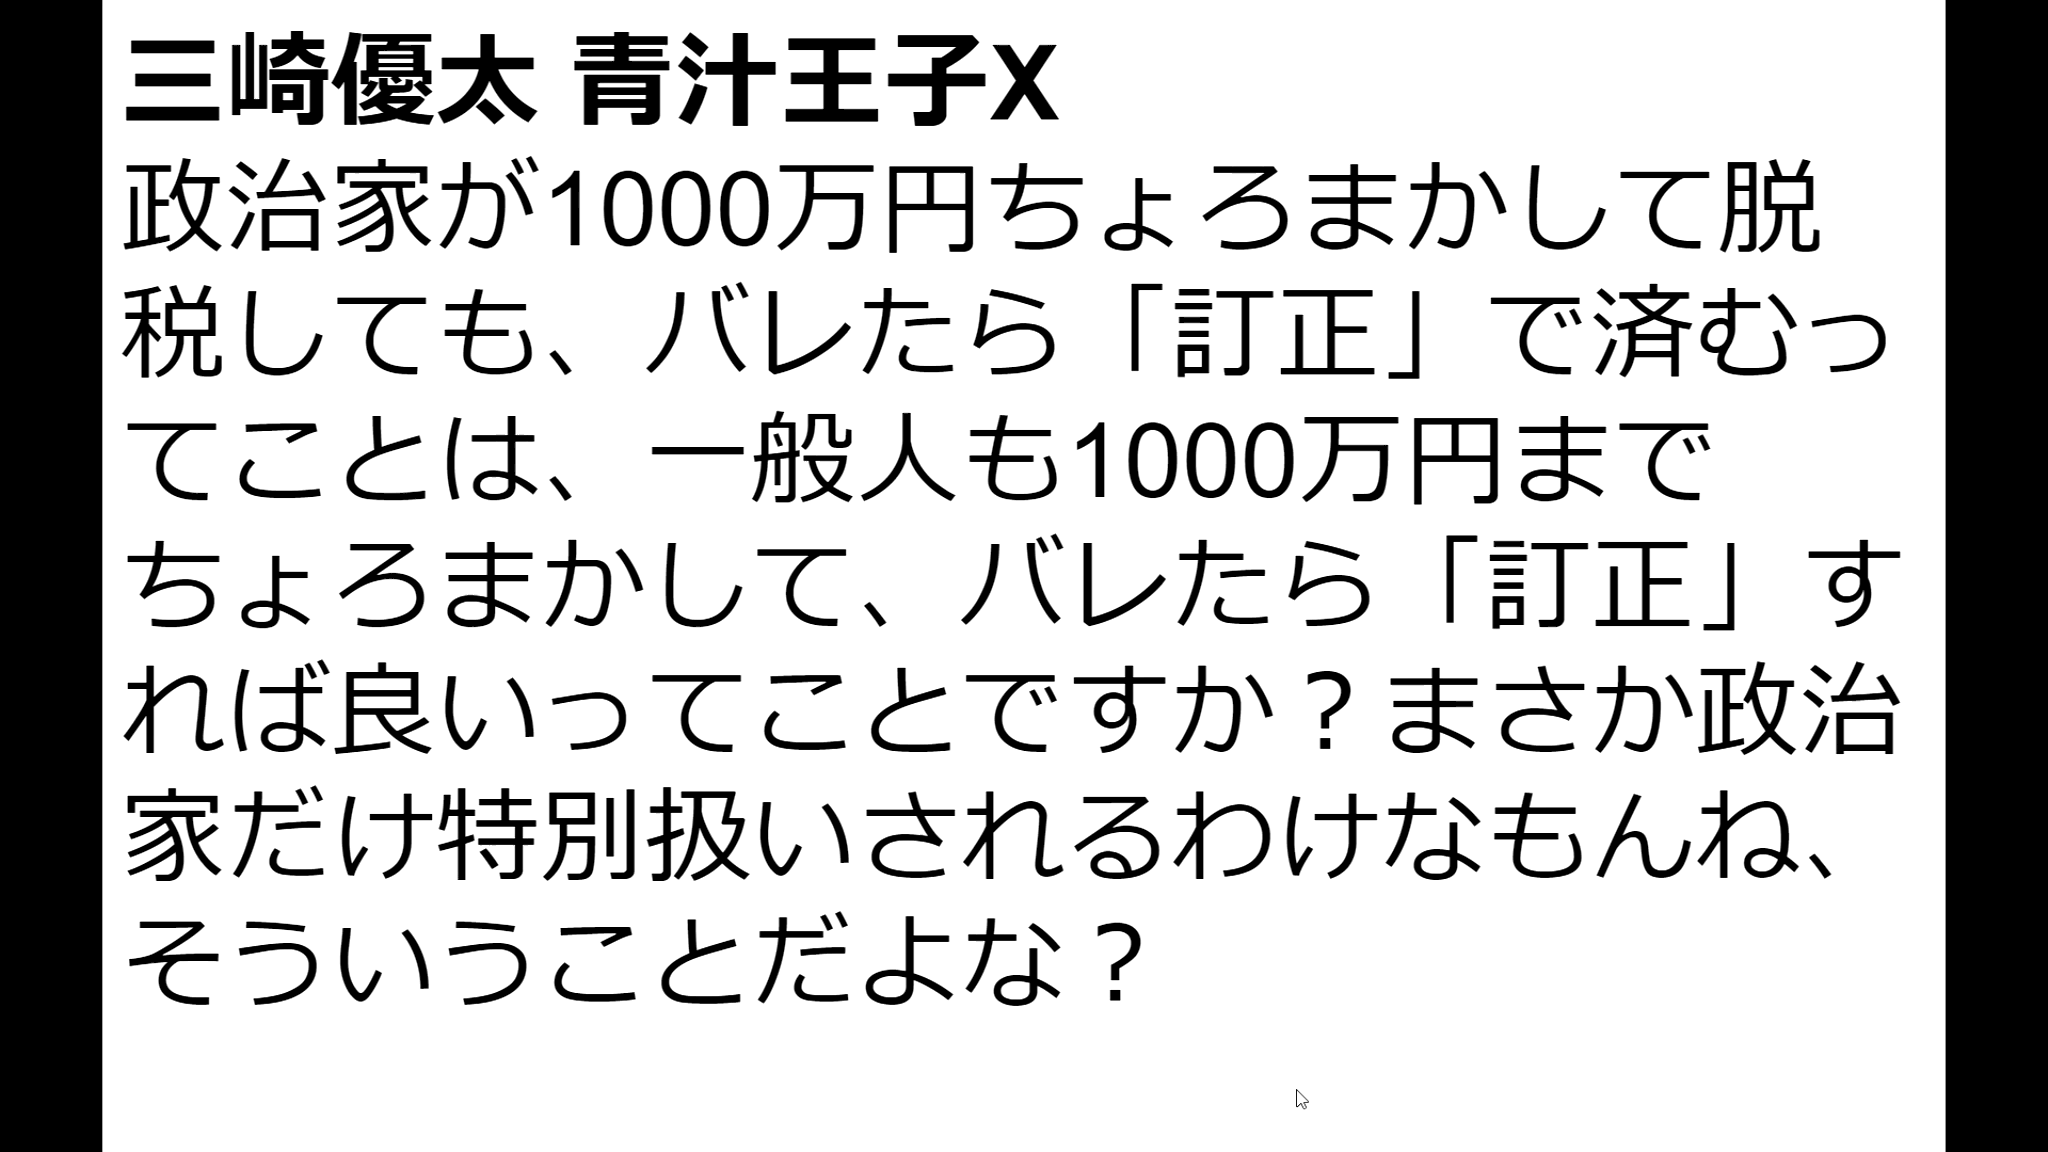 三崎優太 青汁王子X
政治家が1000万円ちょろまかして脱
税しても、バレたら「訂正」で済むっ
てことは、一般人も1000万円まで
ちょろまかして、バレたら「訂正」す
れば良いってことですか？まさか政治
家だけ特別扱いされるわけなもんね、
そういうことだよな？